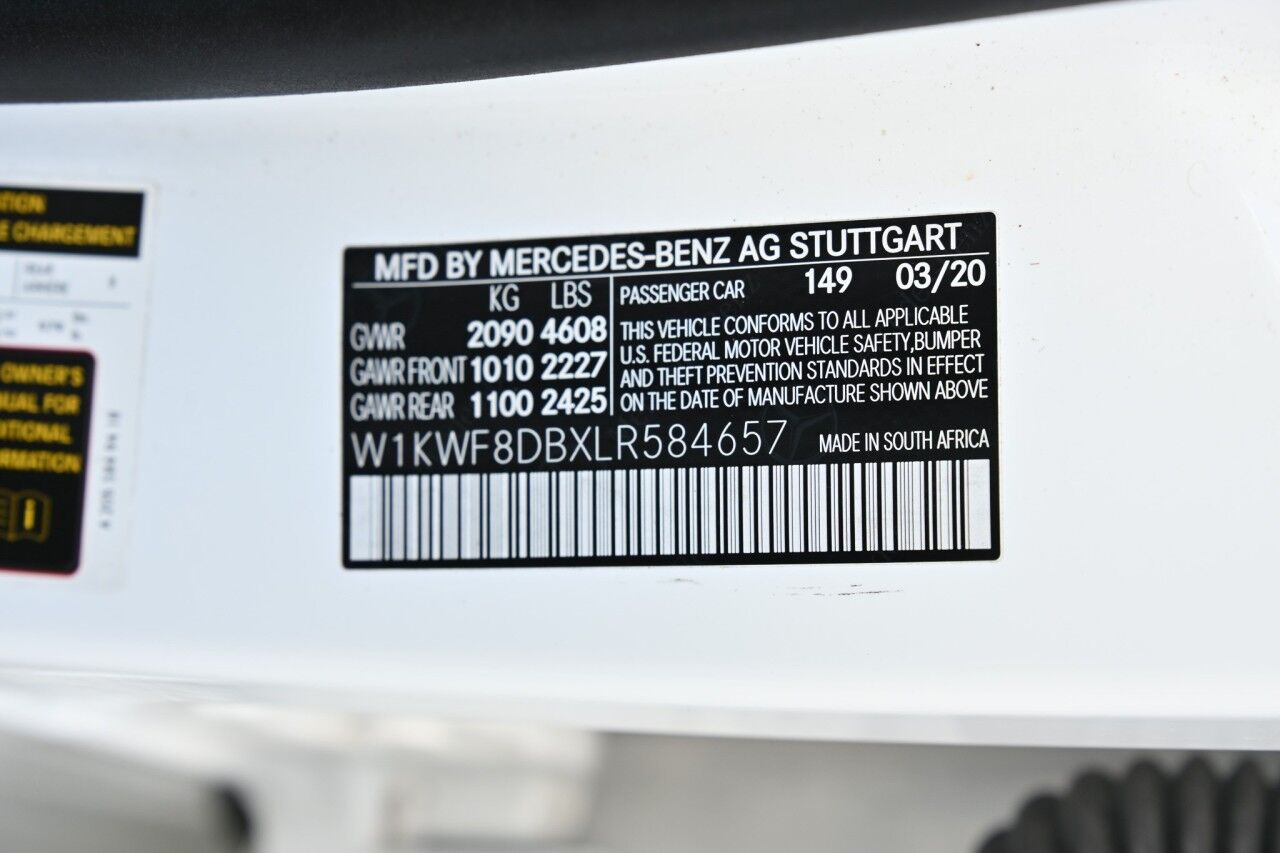 TION
E CHARGEMENT
OWNER'S
UAL FOR
ITIONAL
RMATION
i
MFD BY MERCEDES-BENZ AG STUTTGART
KG LBS
GVWR 2090 4608
GAWR FRONT 1010 2227
GAWR REAR 1100 2425
PASSENGER CAR 149 03/20
THIS VEHICLE CONFORMS TO ALL APPLICABLE
U.S. FEDERAL MOTOR VEHICLE SAFETY,BUMPER
AND THEFT PREVENTION STANDARDS IN EFFECT
ON THE DATE OF MANUFACTURE SHOWN ABOVE
W1KWF8DBXLR584657 MADE IN SOUTH AFRICA